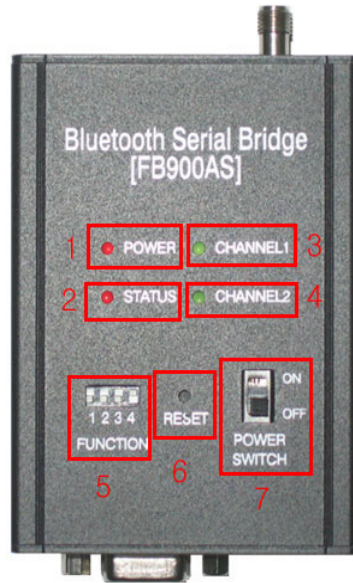 Bluetooth Serial Bridge
[FB900AS]
1 POWER CHANNEL1 3
2 STATUS CHANNEL2 4
ON
1 2 3 4 OFF
RESET
FUNCTION POWER
SWITCH
5 6 7